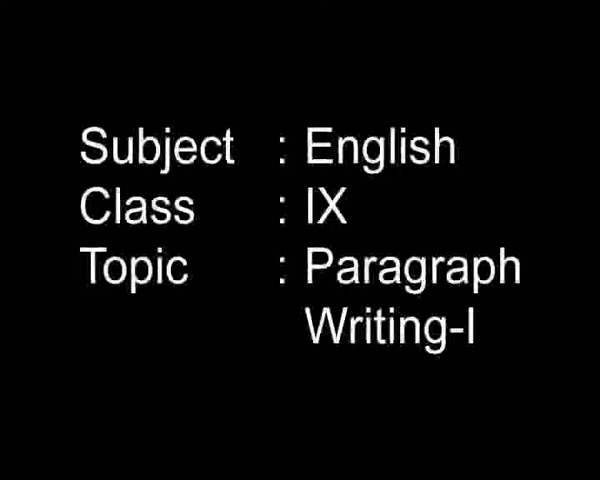 Subject : English
Class : IX
Topic : Paragraph
Writing-I